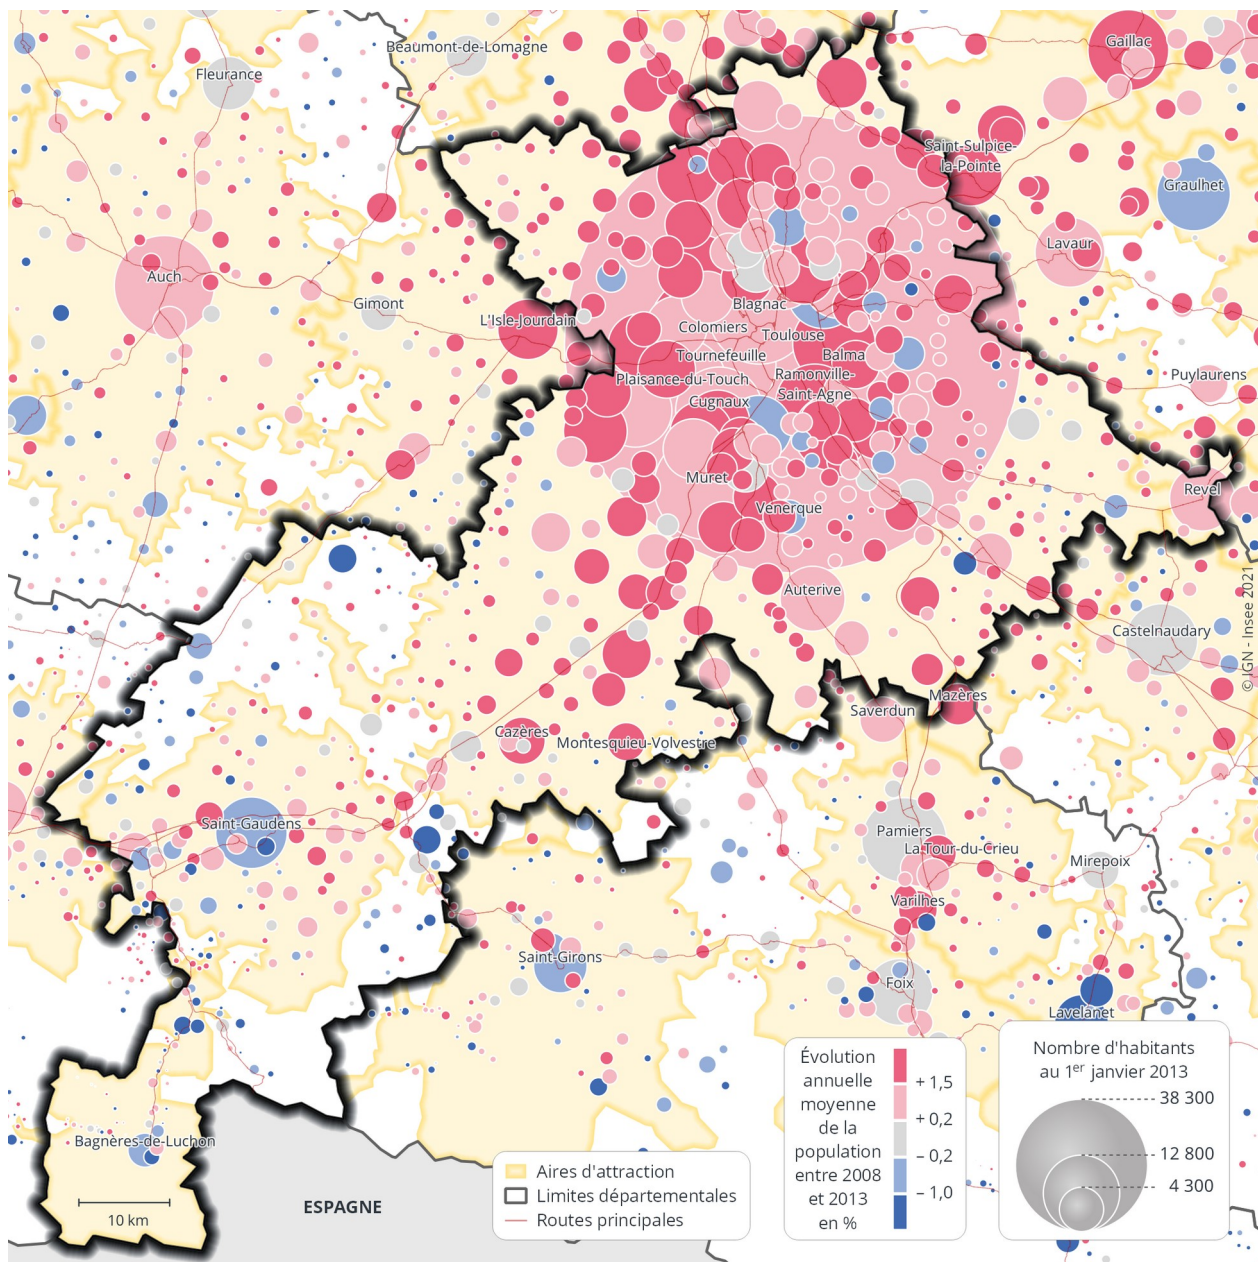 Beaumont-de-Lomagne
Gaillac
Fleurance
Saint-Sulpice-
la-Pointe
Graulhet
Lavaur
Auch
Gimont
Blagnac
L'Isle-Jourdain
Colomiers
Toulouse
Tournefeuille
Balma
Plaisance-du-Touch
Ramonville-
Saint-Agne
Puylaurens
Cugnaux
Muret
Revel
Venerque
Auterive
Castelnaudary
Mazères
Saverdun
Cazères
Montesquieu-Volvestre
Saint-Gaudens
Pamiers
La Tour-du-Crieu
Mirepoix
Varilhes
Saint-Girons
Foix
Lavelanet
Bagnères-de-Luchon
10 km
ESPAGNE
Aires d'attraction
Limites départementales
Routes principales
Évolution
annuelle
moyenne
de la
population
entre 2008
et 2013
en %
+ 1,5
+ 0,2
– 0,2
– 1,0
Nombre d'habitants
au 1er janvier 2013
38 300
12 800
4 300
© IGN - Insee 2021